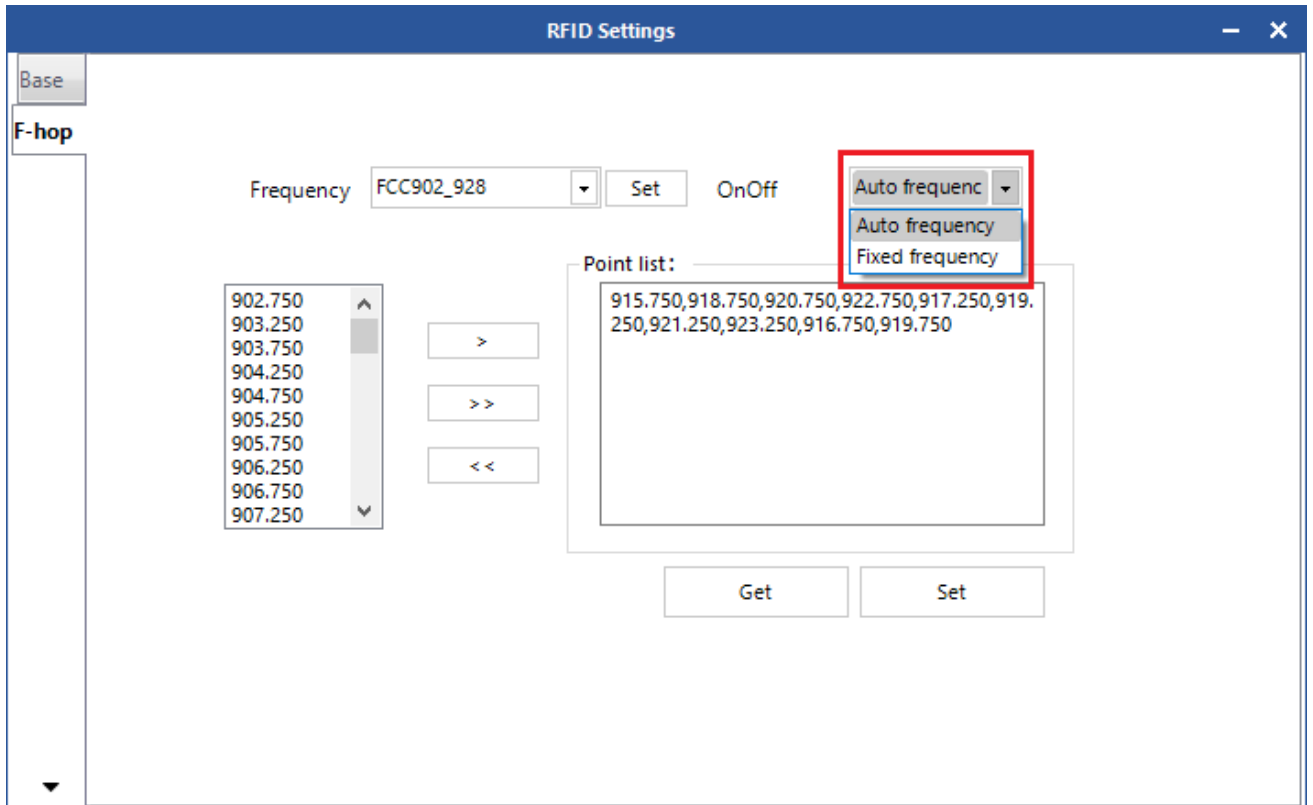 RFID Settings
Base
F-hop
Frequency FCC902_928 Set OnOff Auto frequenc
Auto frequency
Fixed frequency
Point list:
902.750
903.250
903.750
904.250
904.750
905.250
905.750
906.250
906.750
907.250
>
>>
<<
915.750,918.750,920.750,922.750,917.250,919.
250,921.250,923.250,916.750,919.750
Get Set